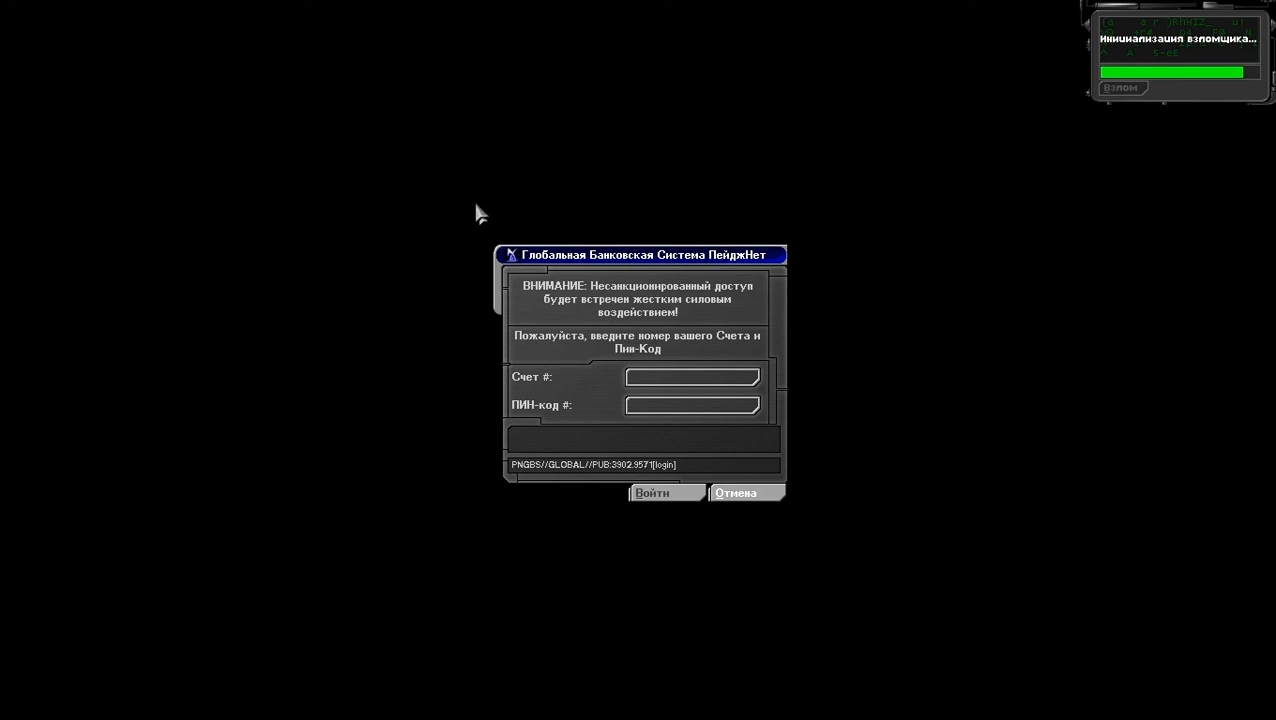 Инициализация взломщика...
Взлом
Глобальная Банковская Система ПейджНет
ВНИМАНИЕ: Несанкционированный доступ
будет встречен жестким силовым
воздействием!
Пожалуйста, введите номер вашего Счета и
Пин-Код
Счет #:
ПИН-код #:
PNGBS//GLOBAL//PUB:3902.9571[login]
Войти
Отмена